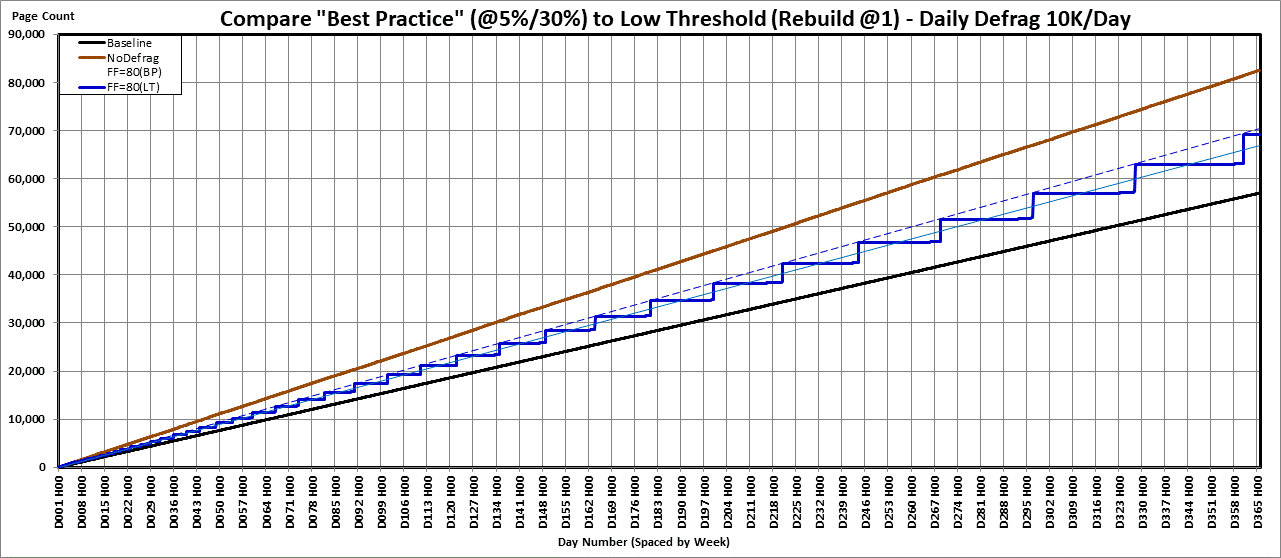 Page Count
Compare "Best Practice" (@5%/30%) to Low Threshold (Rebuild @1) - Daily Defrag 10K/Day
90,000
80,000
70,000
60,000
50,000
40,000
30,000
20,000
10,000
0
Baseline
NoDefrag
FF=80(BP)
FF=80(LT)
D001 H00
D008 H00
D015 H00
D022 H00
D029 H00
D036 H00
D043 H00
D050 H00
D057 H00
D064 H00
D071 H00
D078 H00
D085 H00
D092 H00
D099 H00
D106 H00
D113 H00
D120 H00
D127 H00
D134 H00
D141 H00
D148 H00
D155 H00
D162 H00
D169 H00
D176 H00
D183 H00
D190 H00
D197 H00
D204 H00
D211 H00
D218 H00
D225 H00
D232 H00
D239 H00
D246 H00
D253 H00
D260 H00
D267 H00
D274 H00
D281 H00
D288 H00
D295 H00
D302 H00
D309 H00
D316 H00
D323 H00
D330 H00
D337 H00
D344 H00
D351 H00
D358 H00
D365 H00
Day Number (Spaced by Week)